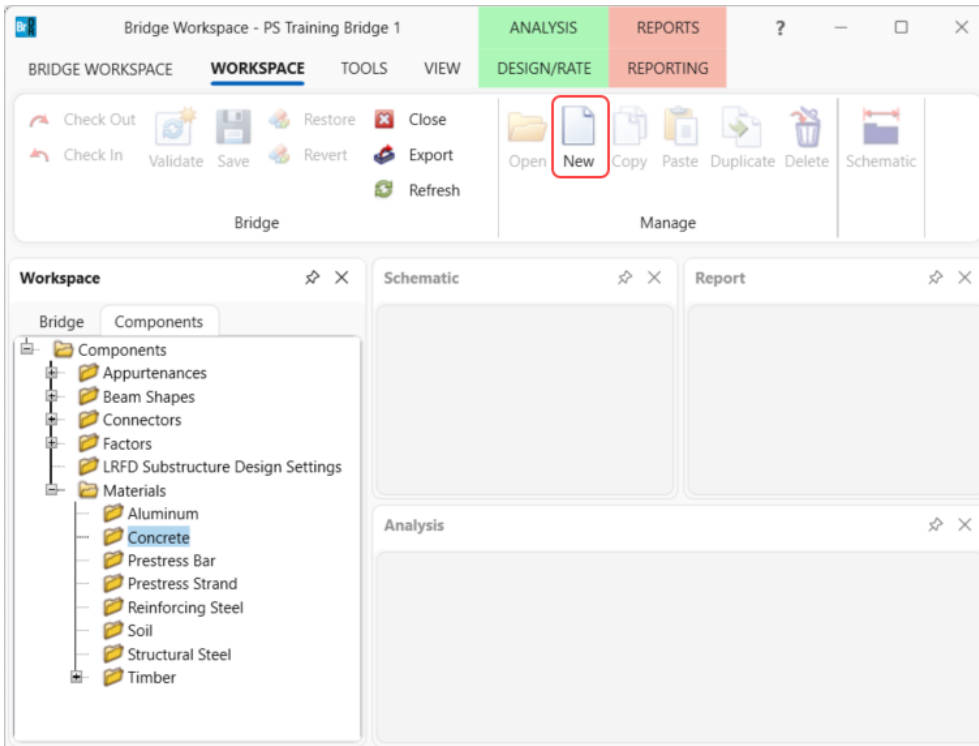 Br R
Bridge Workspace - PS Training Bridge 1
ANALYSIS
REPORTS
?
BRIDGE WORKSPACE
WORKSPACE
TOOLS
VIEW
DESIGN/RATE
REPORTING
Check Out
Check In
Validate
Save
Restore
Revert
Close
Export
Refresh
Bridge
Open
New
Copy
Paste
Duplicate
Delete
Schematic
Manage
Workspace
Bridge
Components
Components
Appurtenances
Beam Shapes
Connectors
Factors
LRFD Substructure Design Settings
Materials
Aluminum
Concrete
Prestress Bar
Prestress Strand
Reinforcing Steel
Soil
Structural Steel
Timber
Schematic
Report
Analysis